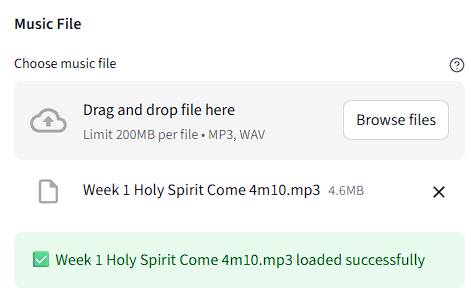 Music File
Choose music file
Drag and drop file here
Limit 200MB per file • MP3, WAV
Browse files
Week 1 Holy Spirit Come 4m10.mp3 4.6MB
✅ Week 1 Holy Spirit Come 4m10.mp3 loaded successfully